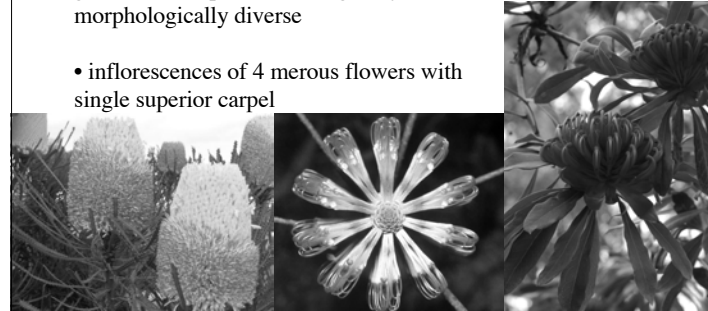 morphologically diverse
• inflorescences of 4 merous flowers with
single superior carpel